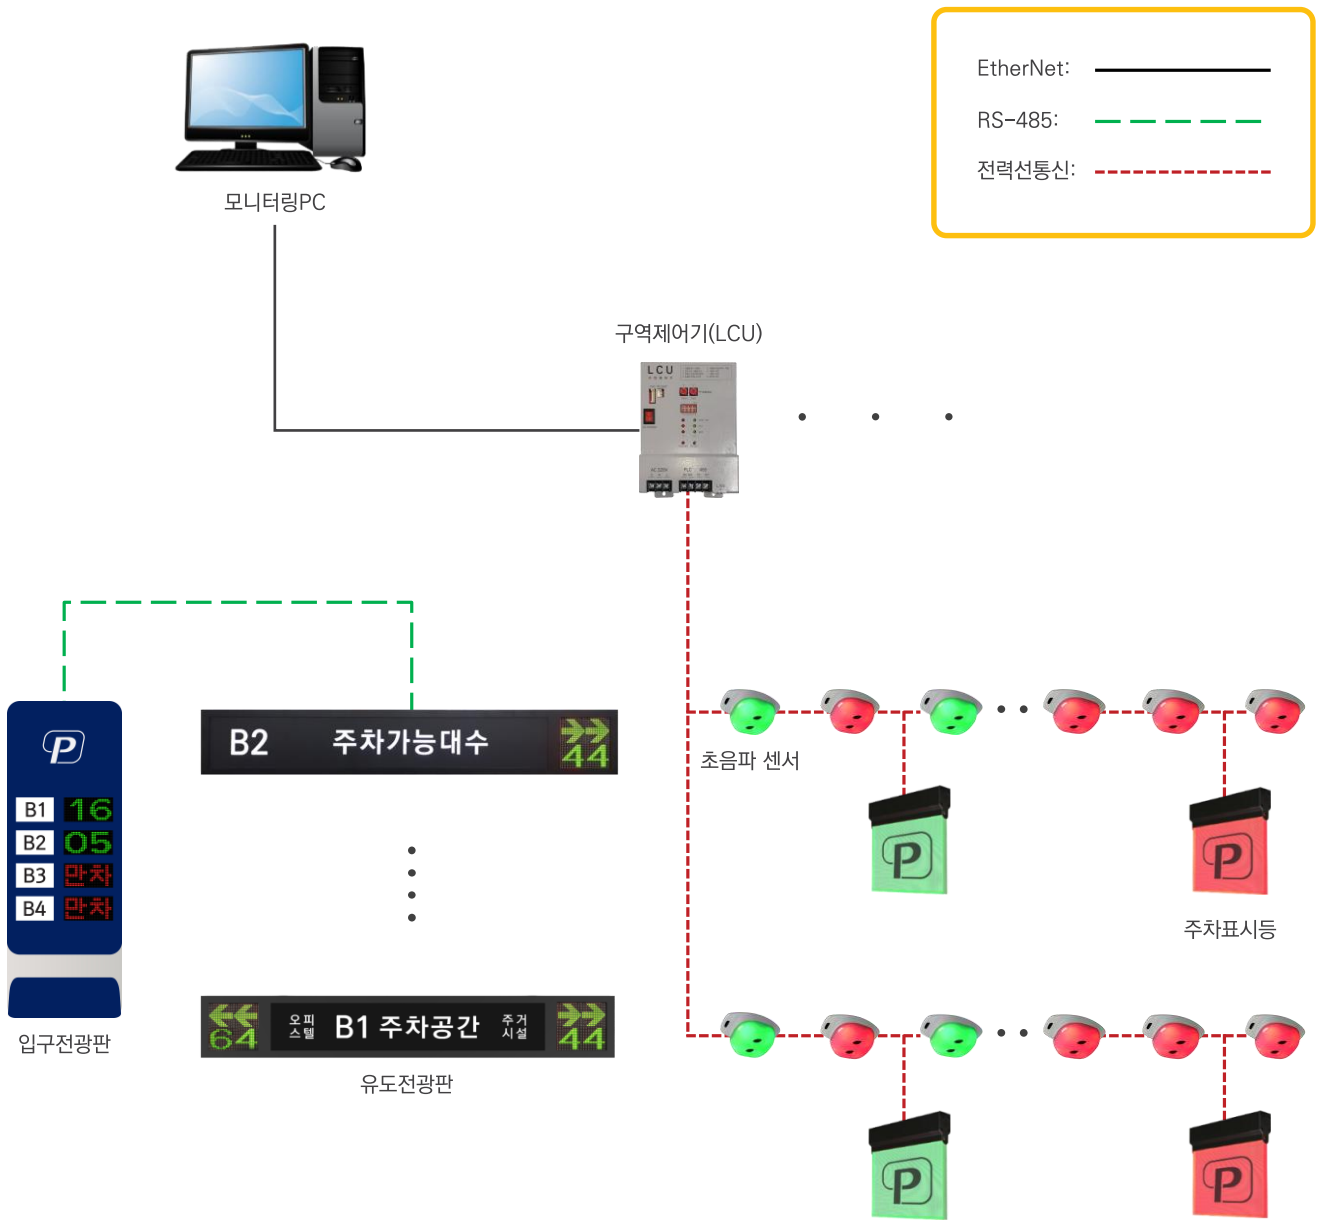 EtherNet:
RS-485:
전력선통신:
모니터링PC
구역제어기(LCU)
LCU
AC 220V
PLC
P
B1 16
B2 05
B3 만차
B4 만차
입구전광판
B2 주차가능대수 44
64 오피스텔 B1 주차공간 주거시설 44
유도전광판
초음파 센서
P
P
주차표시등
P
P